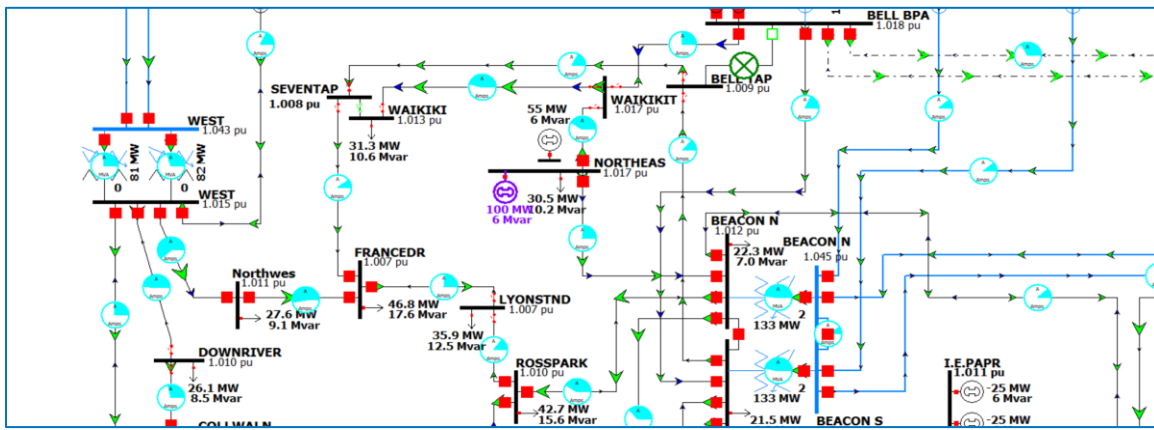 BELL BPA
1.018 pu
BELL TAP
1.009 pu
SEVENTAP
1.008 pu
WAIKIKI
1.013 pu
31.3 MW
10.6 Mvar
WAIKIKIT
1.017 pu
55 MW
6 Mvar
WEST
1.043 pu
81 MW
82 MW
MVA
MVA
0
0
WEST
1.015 pu
NORTHEAS
1.017 pu
100 MW
6 Mvar
30.5 MW
10.2 Mvar
BEACON N
1.012 pu
22.3 MW
7.0 Mvar
BEACON N
1.045 pu
FRANCEDR
1.007 pu
46.8 MW
17.6 Mvar
Northwes
1.011 pu
27.6 MW
9.1 Mvar
LYONSTND
1.007 pu
35.9 MW
12.5 Mvar
MVA
2
133 MW
DOWNRIVER
1.010 pu
26.1 MW
8.5 Mvar
ROSSPARK
1.010 pu
42.7 MW
15.6 Mvar
MVA
2
133 MW
21.5 MW
I.E.PAPR
1.011 pu
-25 MW
6 Mvar
-25 MW
BEACON S
COLLWALN